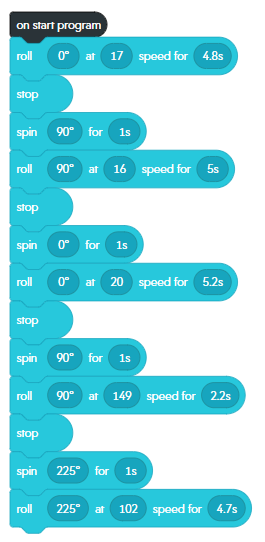 on start program
roll 0° at 17 speed for 4.8s
stop
spin 90° for 1s
roll 90° at 16 speed for 5s
stop
spin 0° for 1s
roll 0° at 20 speed for 5.2s
stop
spin 90° for 1s
roll 90° at 149 speed for 2.2s
stop
spin 225° for 1s
roll 225° at 102 speed for 4.7s